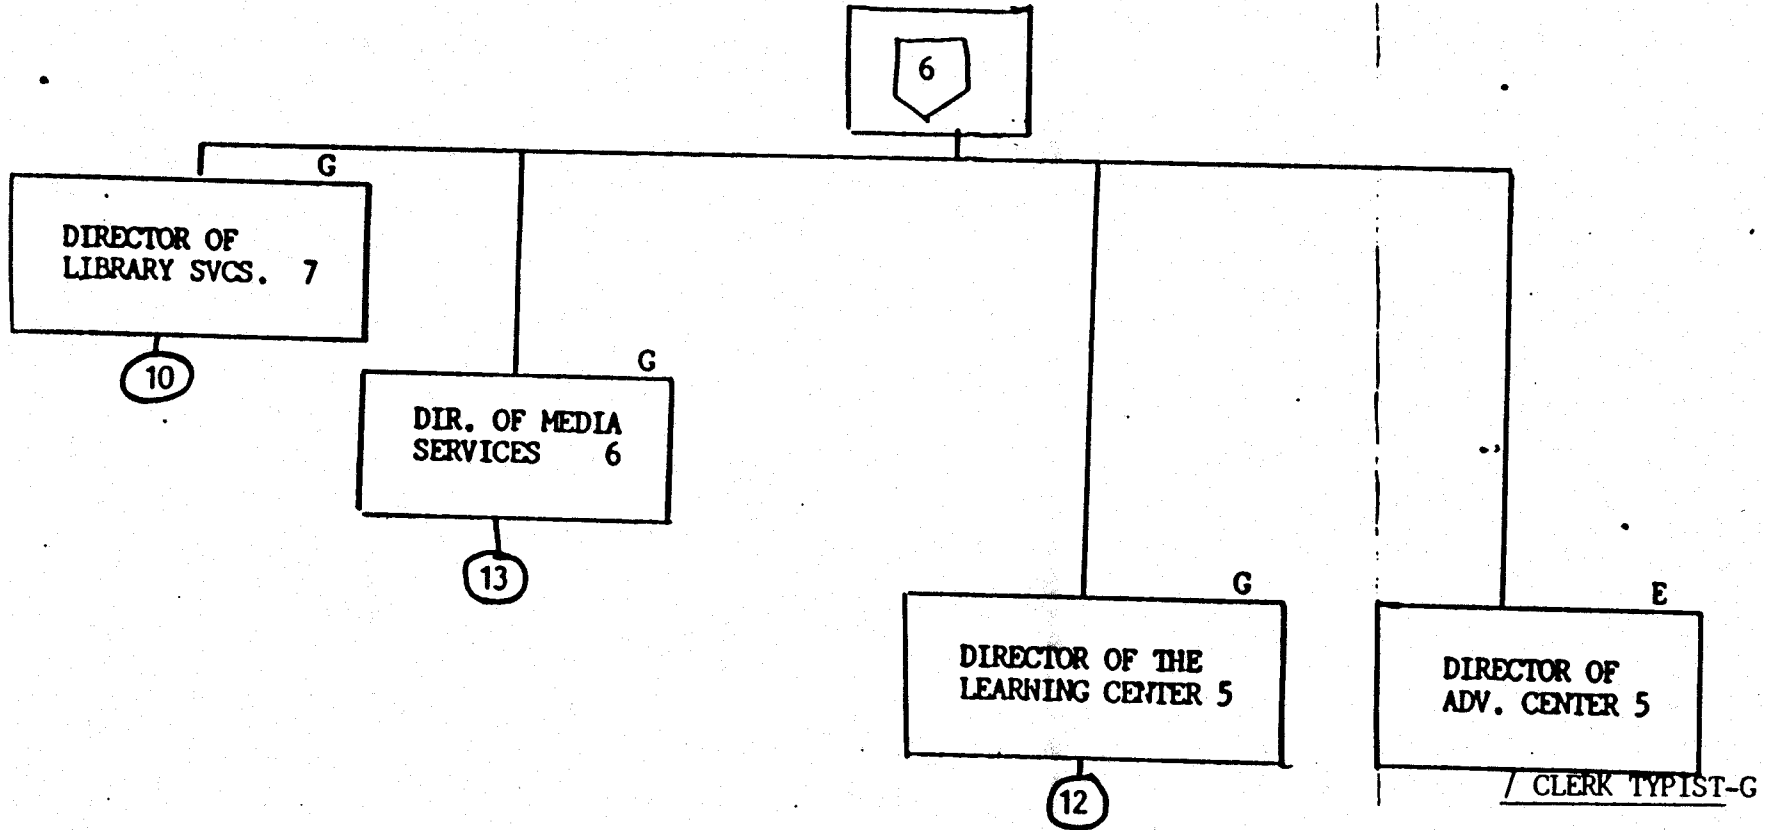 6
G
DIRECTOR OF
LIBRARY SVCS. 7
10
G
DIR. OF MEDIA
SERVICES 6
13
G
DIRECTOR OF THE
LEARNING CENTER 5
12
E
DIRECTOR OF
ADV. CENTER 5
/ CLERK TYPIST-G